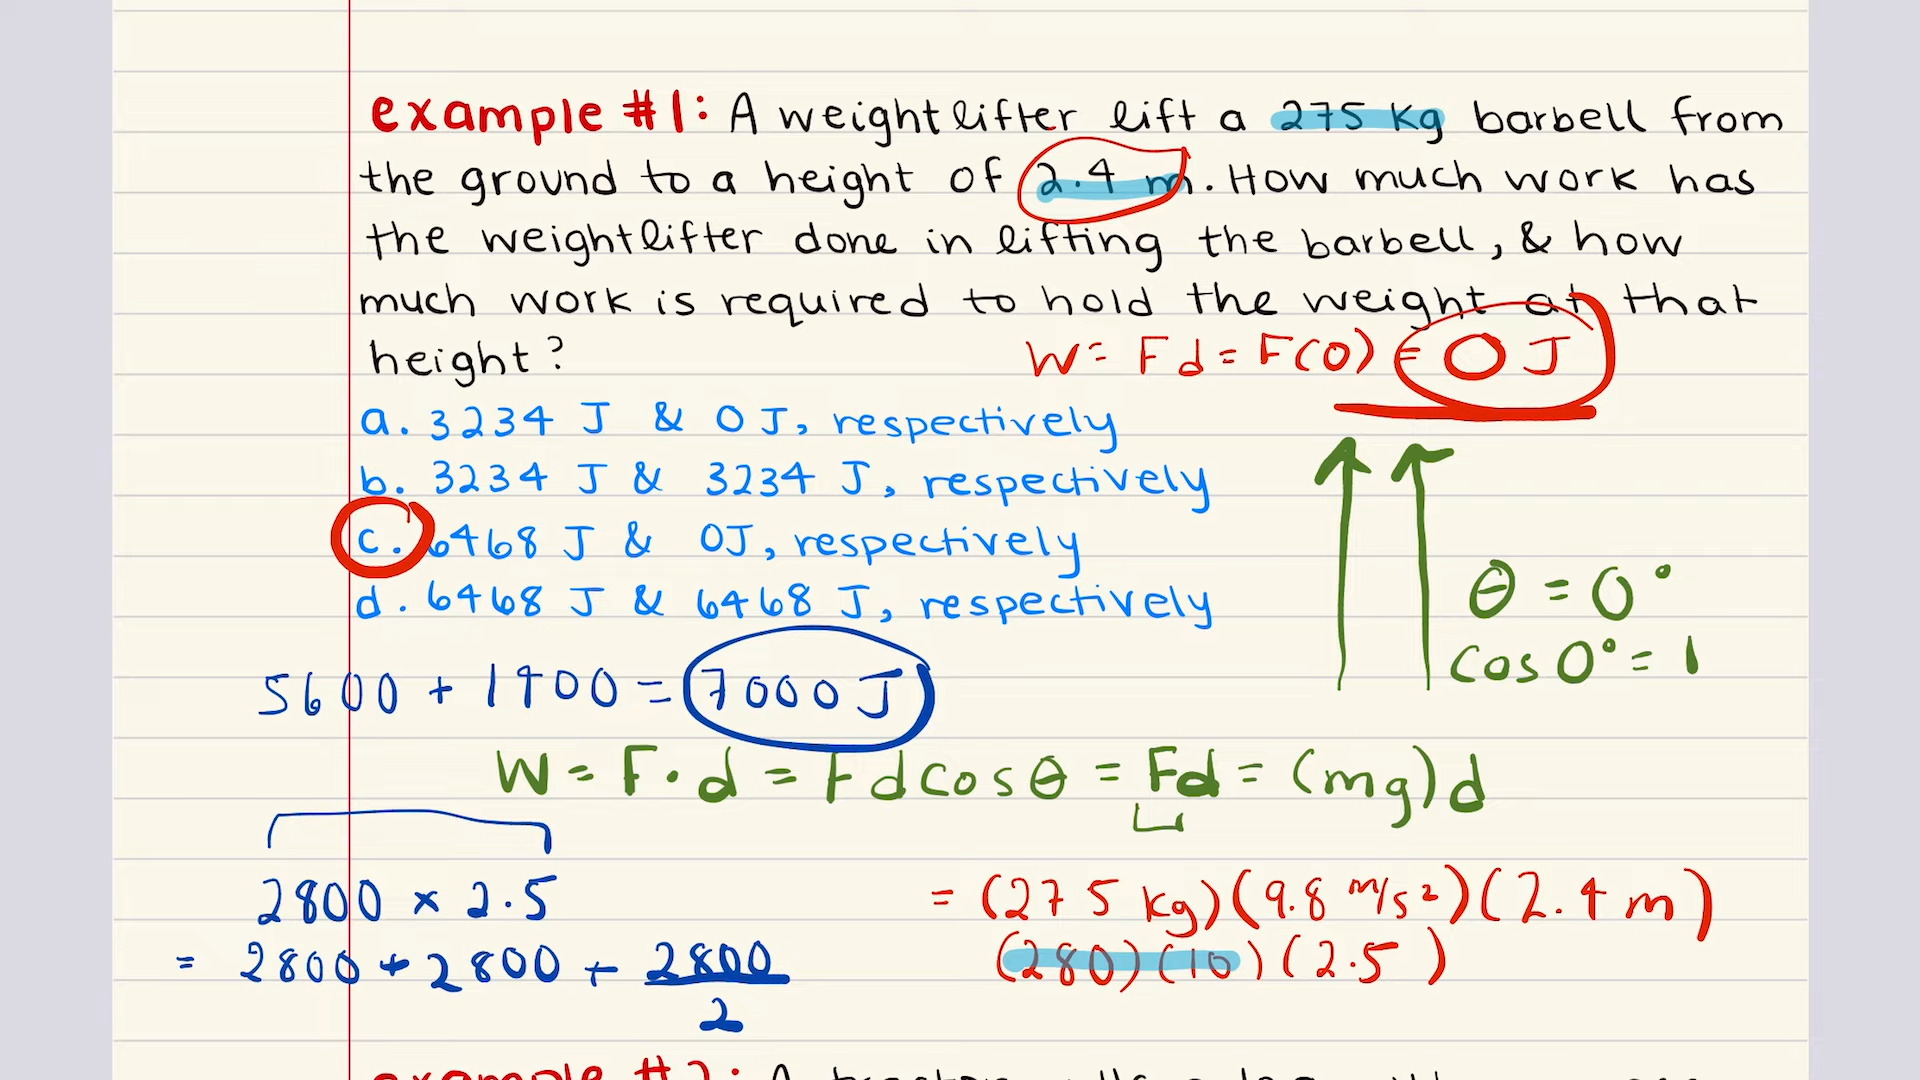 example #1: A weightlifter lift a 275 kg barbell from
the ground to a height of 2.4 m. How much work has
the weightlifter done in lifting the barbell, & how
much work is required to hold the weight at that
height?
W = Fd = F(0) = 0 J
a. 3234 J & 0 J, respectively
b. 3234 J & 3234 J, respectively
c. 6468 J & 0J, respectively
d. 6468 J & 6468 J, respectively
θ = 0°
cos 0° = 1
5600 + 1400 = 7000 J
W = F · d = F d cos θ = Fd = (mg) d
2800 × 2.5
= 2800 + 2800 + 2800/2
= (275 kg)(9.8 m/s²)(2.4 m)
(280)(10)(2.5)
example #2: A